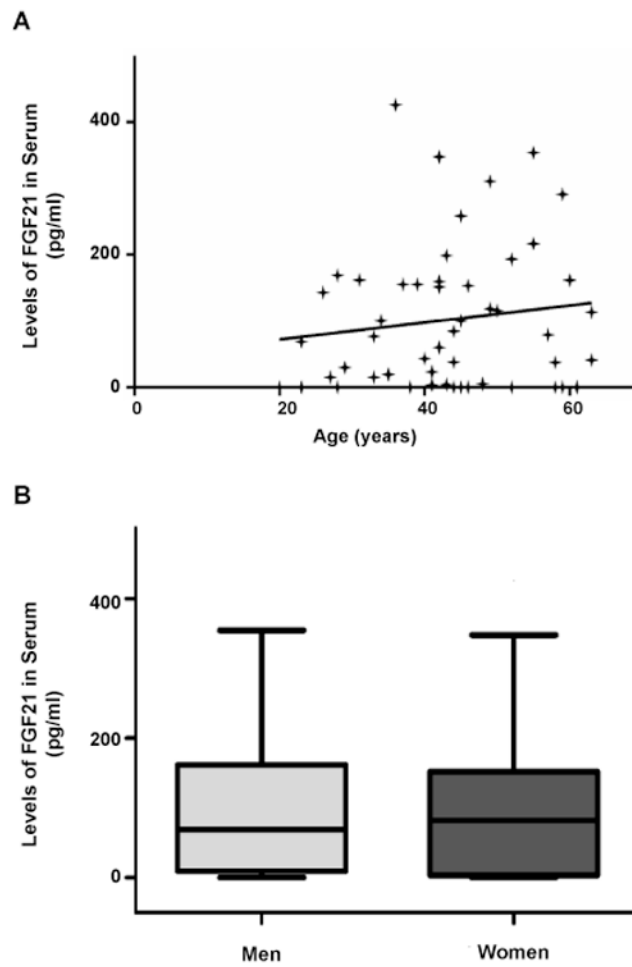 A
Levels of FGF21 in Serum
(pg/ml)
400
200
0
0
20
40
60
Age (years)
B
Levels of FGF21 in Serum
(pg/ml)
400
200
0
Men
Women